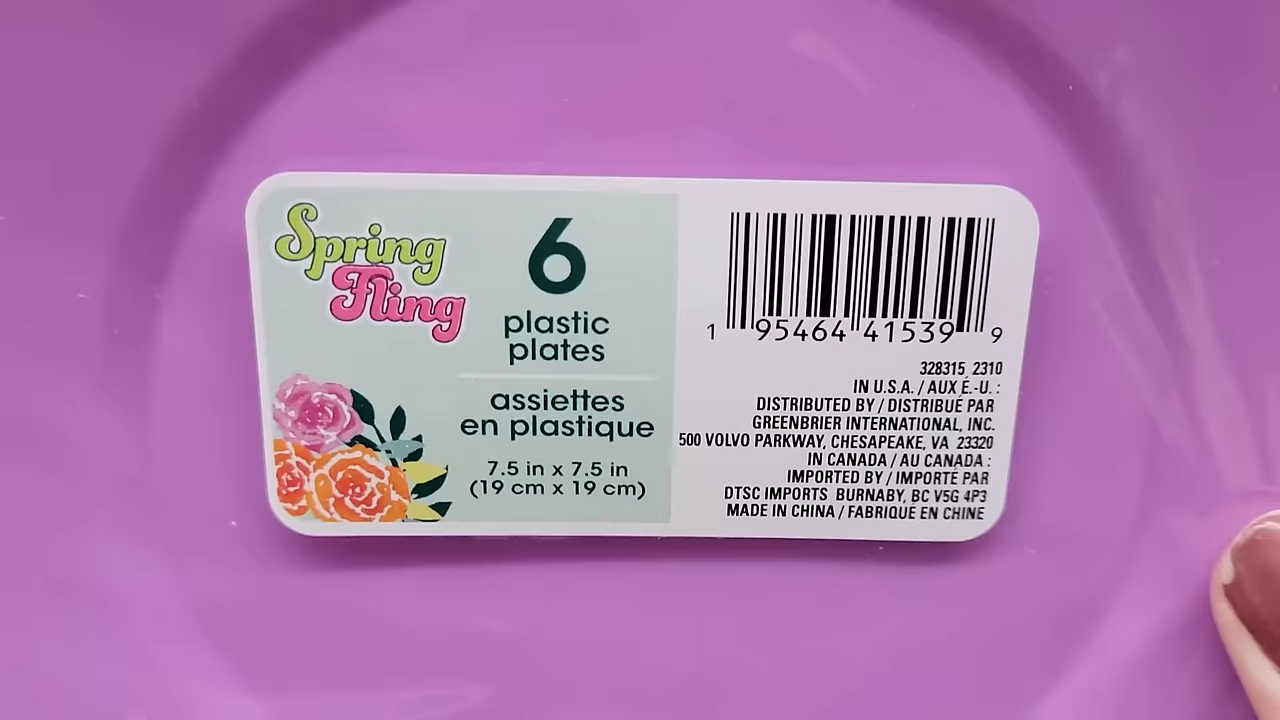 Spring
Fling
6
plastic
plates
assiettes
en plastique
7.5 in x 7.5 in
(19 cm x 19 cm)
1 95464 41539 9
328315 2310
IN U.S.A. / AUX É.-U. :
DISTRIBUTED BY / DISTRIBUÉ PAR
GREENBRIER INTERNATIONAL, INC.
500 VOLVO PARKWAY, CHESAPEAKE, VA 23320
IN CANADA / AU CANADA :
IMPORTED BY / IMPORTÉ PAR
DTSC IMPORTS BURNABY, BC V5G 4P3
MADE IN CHINA / FABRIQUÉ EN CHINE